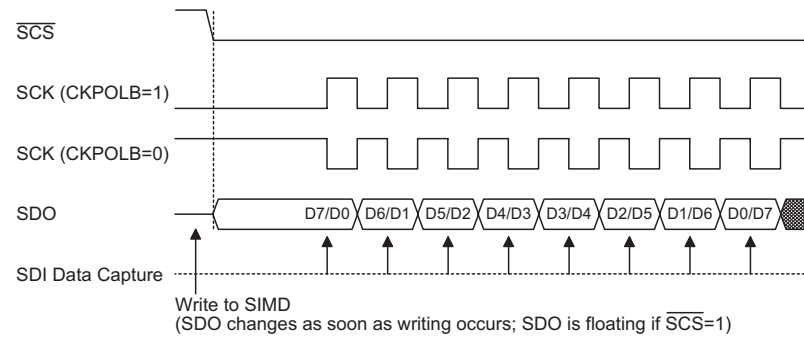 S̅C̅S̅
SCK (CKPOLB=1)
SCK (CKPOLB=0)
SDO D7/D0 D6/D1 D5/D2 D4/D3 D3/D4 D2/D5 D1/D6 D0/D7
SDI Data Capture
Write to SIMD
(SDO changes as soon as writing occurs; SDO is floating if S̅C̅S̅=1)